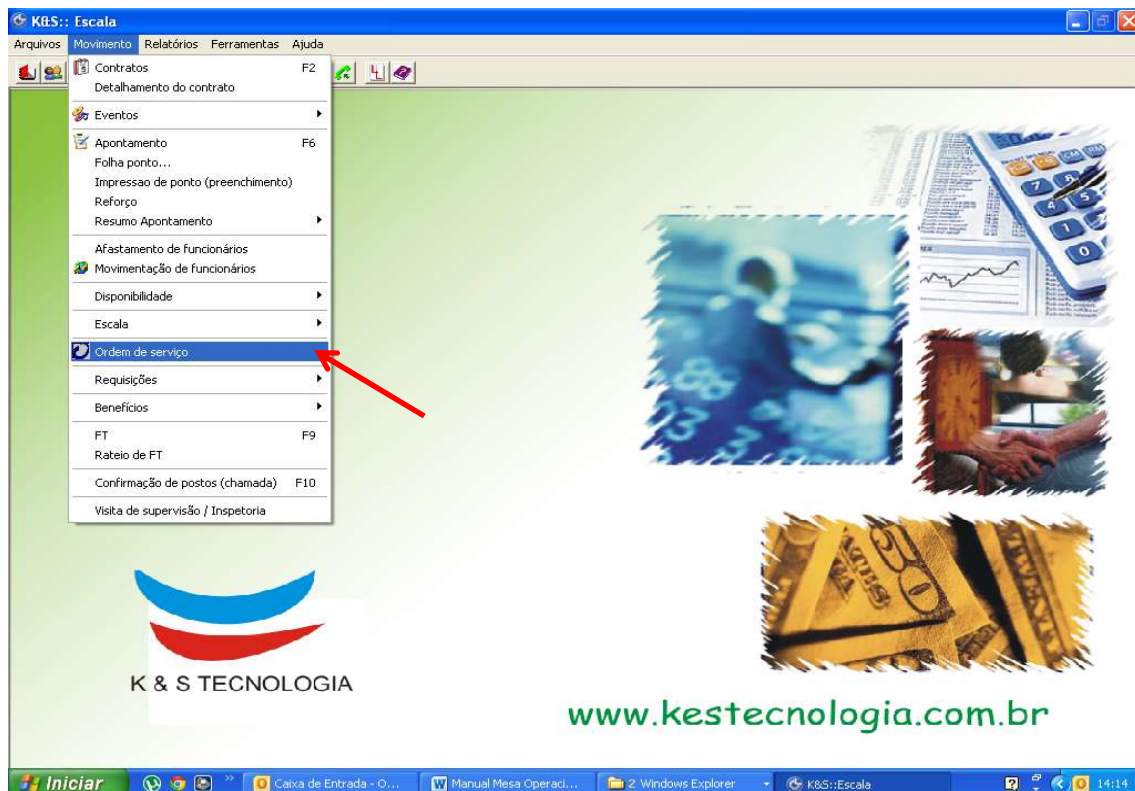 K&S:: Escala
Arquivos Movimento Relatórios Ferramentas Ajuda
Contratos F2
Detalhamento do contrato
Eventos
Apontamento F6
Folha ponto...
Impressao de ponto (preenchimento)
Reforço
Resumo Apontamento
Afastamento de funcionários
Movimentação de funcionários
Disponibilidade
Escala
Ordem de serviço
Requisições
Benefícios
FT F9
Rateio de FT
Confirmação de postos (chamada) F10
Visita de supervisão / Inspetoria
K & S TECNOLOGIA
www.kestecnologia.com.br
Iniciar Caixa de Entrada - O... Manual Mesa Operaci... 2 Windows Explorer K&S::Escala 14:14